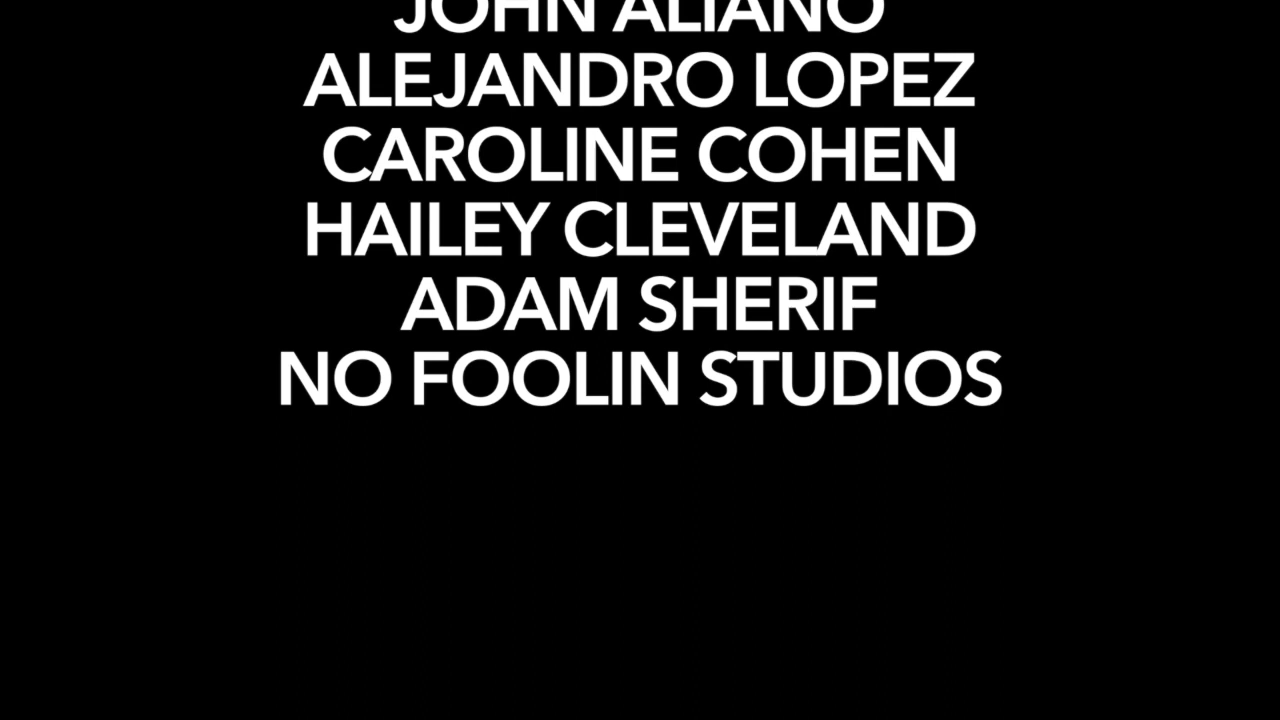 JOHN ALIANO
ALEJANDRO LOPEZ
CAROLINE COHEN
HAILEY CLEVELAND
ADAM SHERIF
NO FOOLIN STUDIOS